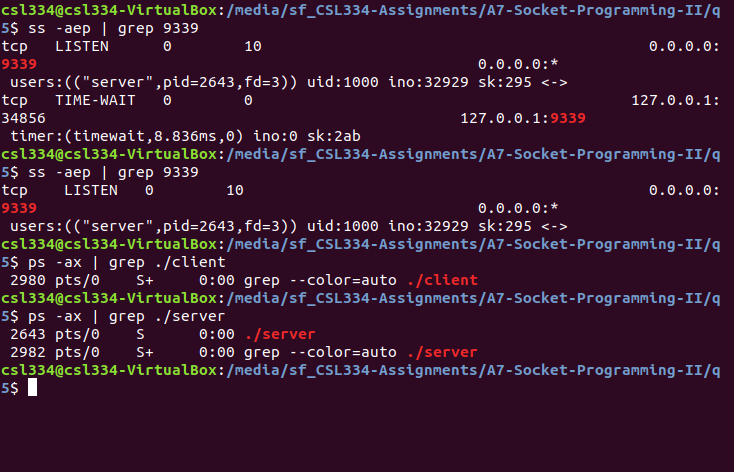 csl334@csl334-VirtualBox:/media/sf_CSL334-Assignments/A7-Socket-Programming-II/q
5$ ss -aep | grep 9339
tcp   LISTEN     0        10                                           0.0.0.0:
9339                                                 0.0.0.0:*
 users:(("server",pid=2643,fd=3)) uid:1000 ino:32929 sk:295 <->
tcp   TIME-WAIT   0        0                                         127.0.0.1:
34856                                              127.0.0.1:9339
 timer:(timewait,8.836ms,0) ino:0 sk:2ab
csl334@csl334-VirtualBox:/media/sf_CSL334-Assignments/A7-Socket-Programming-II/q
5$ ss -aep | grep 9339
tcp    LISTEN   0        10                                            0.0.0.0:
9339                                                 0.0.0.0:*
 users:(("server",pid=2643,fd=3)) uid:1000 ino:32929 sk:295 <->
csl334@csl334-VirtualBox:/media/sf_CSL334-Assignments/A7-Socket-Programming-II/q
5$ ps -ax | grep ./client
 2980 pts/0    S+     0:00 grep --color=auto ./client
csl334@csl334-VirtualBox:/media/sf_CSL334-Assignments/A7-Socket-Programming-II/q
5$ ps -ax | grep ./server
 2643 pts/0    S      0:00 ./server
 2982 pts/0    S+     0:00 grep --color=auto ./server
csl334@csl334-VirtualBox:/media/sf_CSL334-Assignments/A7-Socket-Programming-II/q
5$